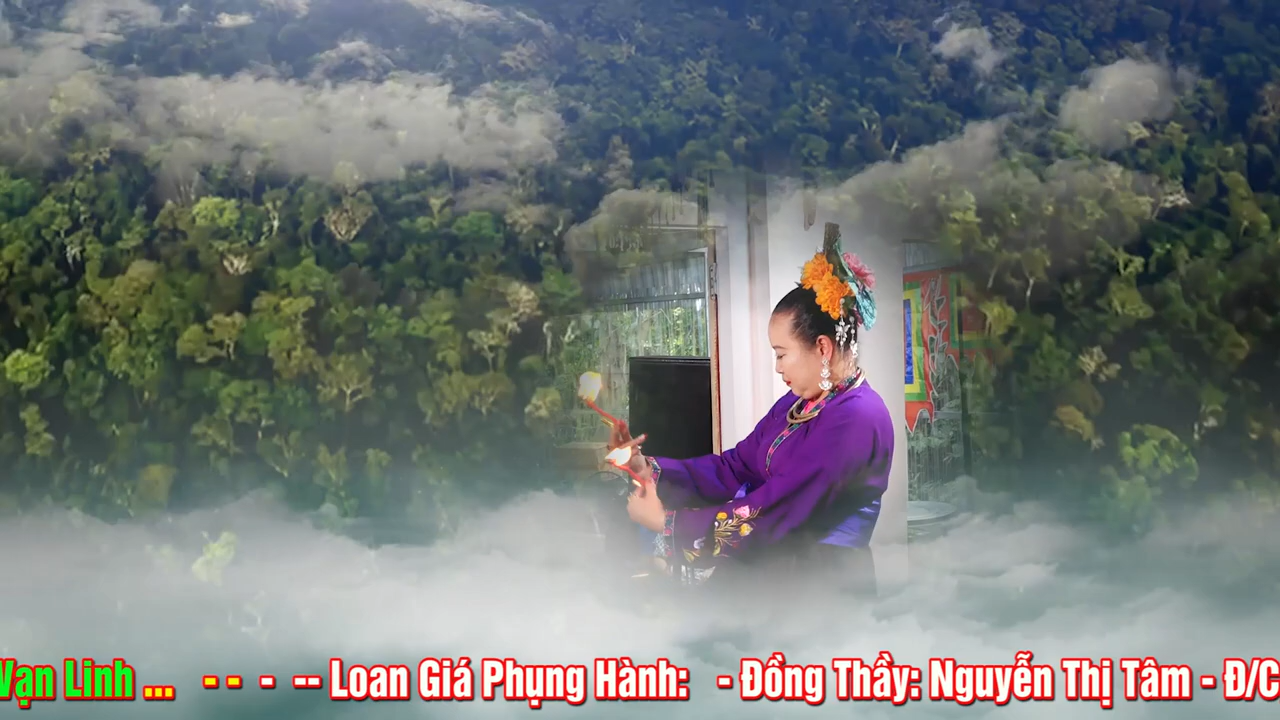 Vạn Linh ... - - - -- Loan Giá Phụng Hành: - Đồng Thầy: Nguyễn Thị Tâm - Đ/C